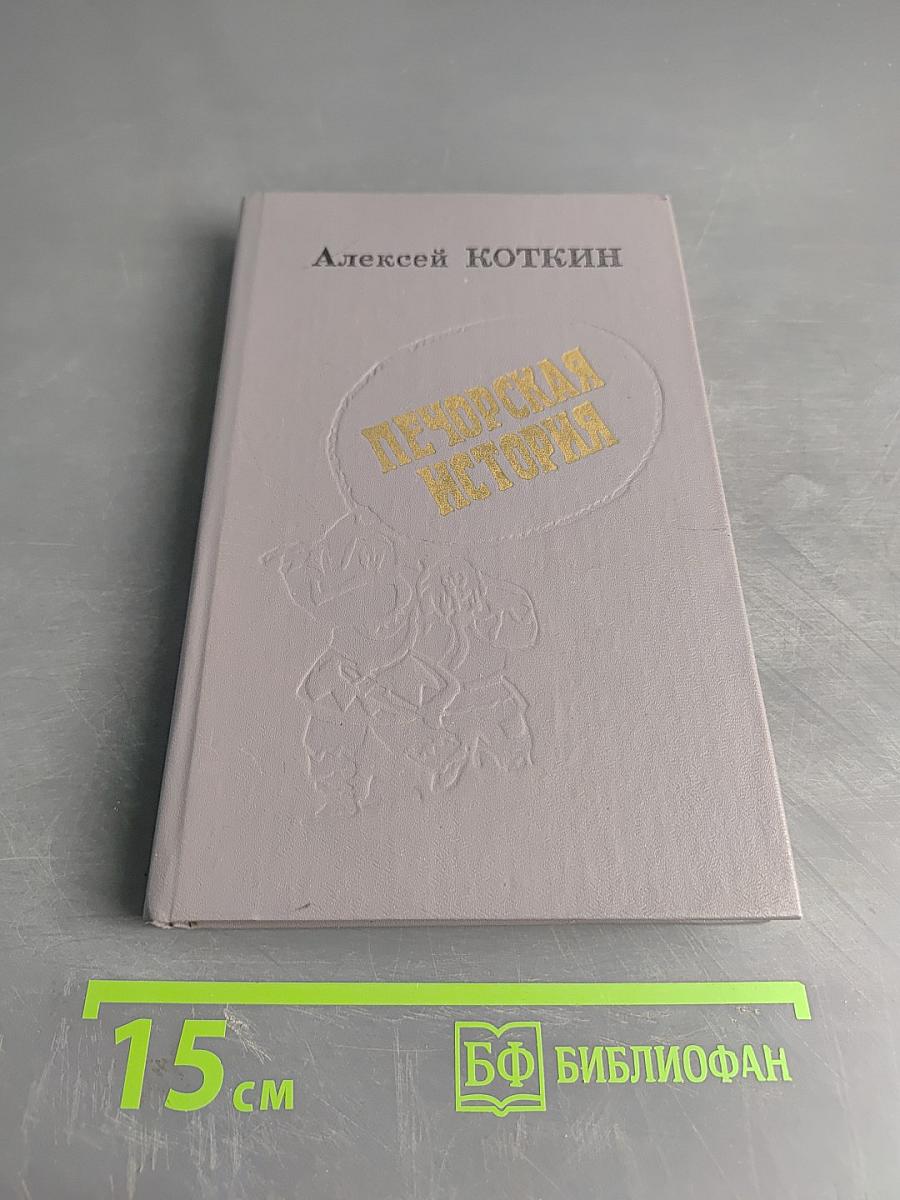 Алексей КОТКИН
ПЕЧОРСКАЯ
ИСТОРИЯ
15 см
БФ БИБЛИОФАН